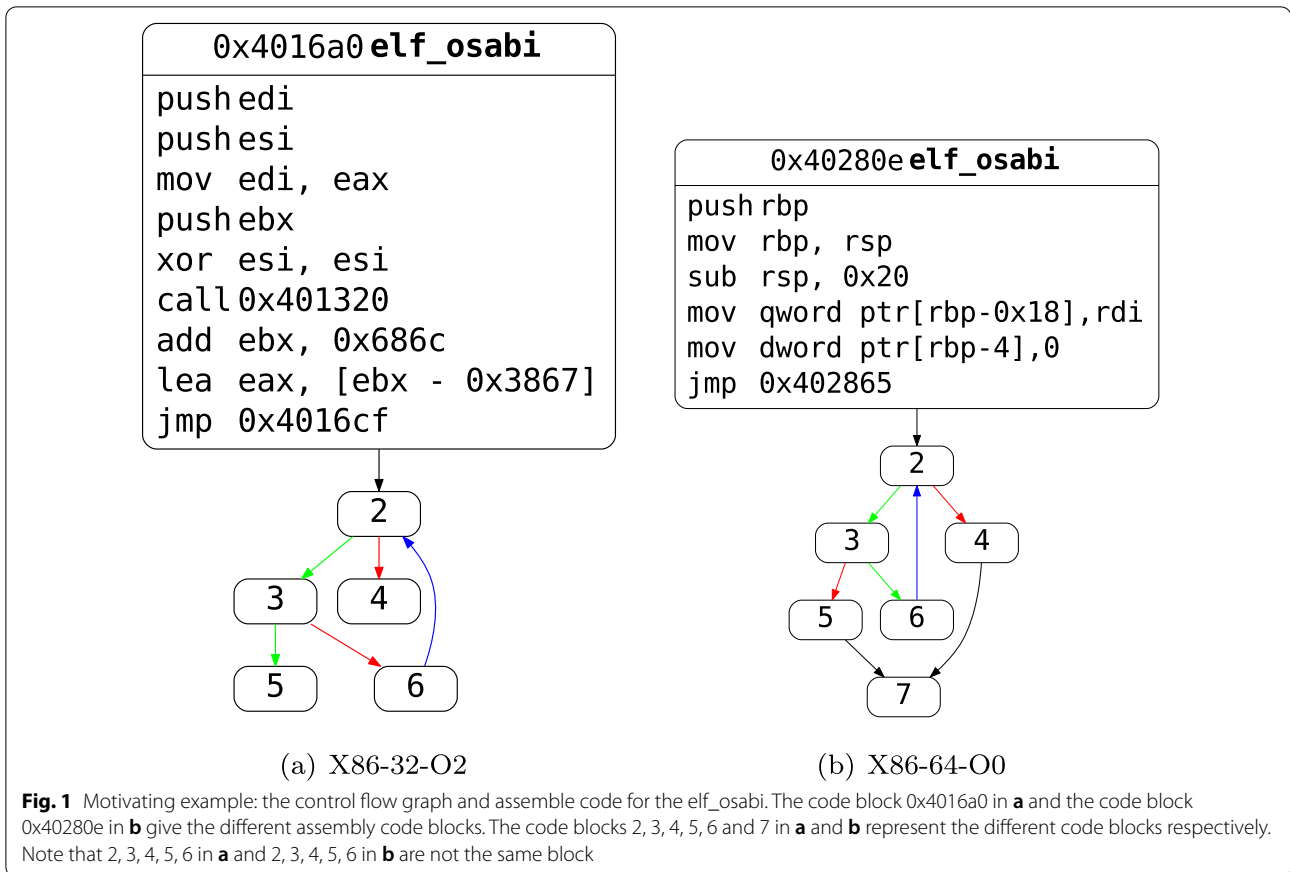 0x4016a0 elf_osabi
push edi
push esi
mov edi, eax
push ebx
xor esi, esi
call 0x401320
add ebx, 0x686c
lea eax, [ebx - 0x3867]
jmp 0x4016cf
2
3
4
5
6
(a) X86-32-O2
0x40280e elf_osabi
push rbp
mov rbp, rsp
sub rsp, 0x20
mov qword ptr[rbp-0x18],rdi
mov dword ptr[rbp-4],0
jmp 0x402865
2
3
4
5
6
7
(b) X86-64-O0
Fig. 1 Motivating example: the control flow graph and assemble code for the elf_osabi. The code block 0x4016a0 in a and the code block
0x40280e in b give the different assembly code blocks. The code blocks 2, 3, 4, 5, 6 and 7 in a and b represent the different code blocks respectively.
Note that 2, 3, 4, 5, 6 in a and 2, 3, 4, 5, 6 in b are not the same block